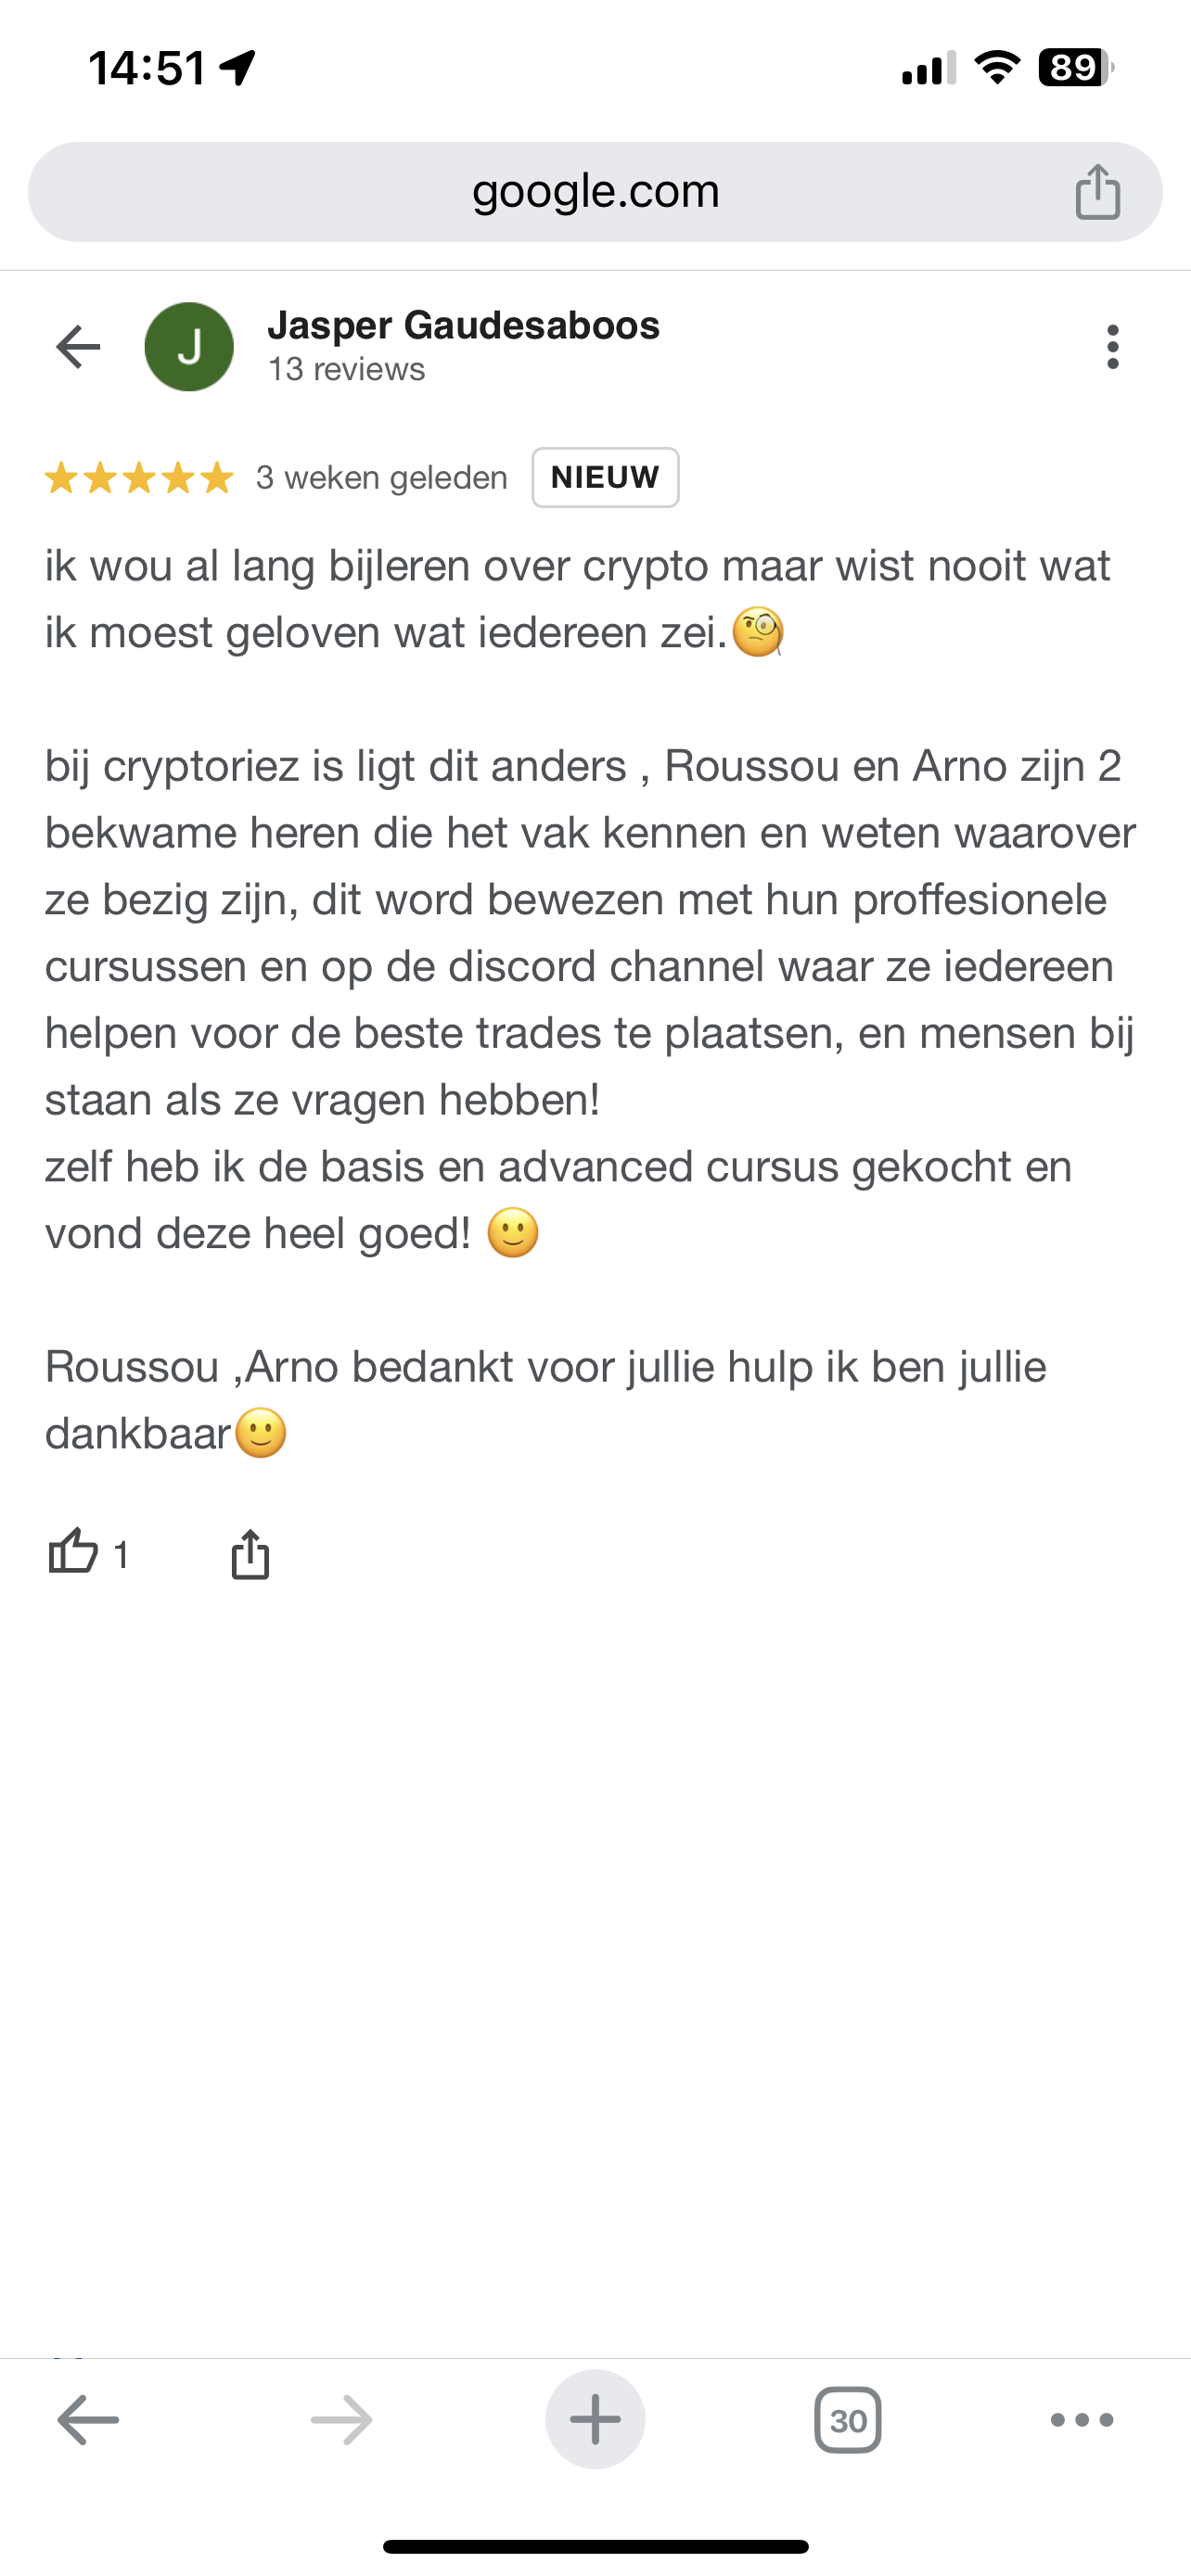 14:51
89
google.com
J
Jasper Gaudesaboos
13 reviews
3 weken geleden
NIEUW
ik wou al lang bijleren over crypto maar wist nooit wat
ik moest geloven wat iedereen zei.🧐
bij cryptoriez is ligt dit anders , Roussou en Arno zijn 2
bekwame heren die het vak kennen en weten waarover
ze bezig zijn, dit word bewezen met hun proffesionele
cursussen en op de discord channel waar ze iedereen
helpen voor de beste trades te plaatsen, en mensen bij
staan als ze vragen hebben!
zelf heb ik de basis en advanced cursus gekocht en
vond deze heel goed! 🙂
Roussou ,Arno bedankt voor jullie hulp ik ben jullie
dankbaar🙂
1
30